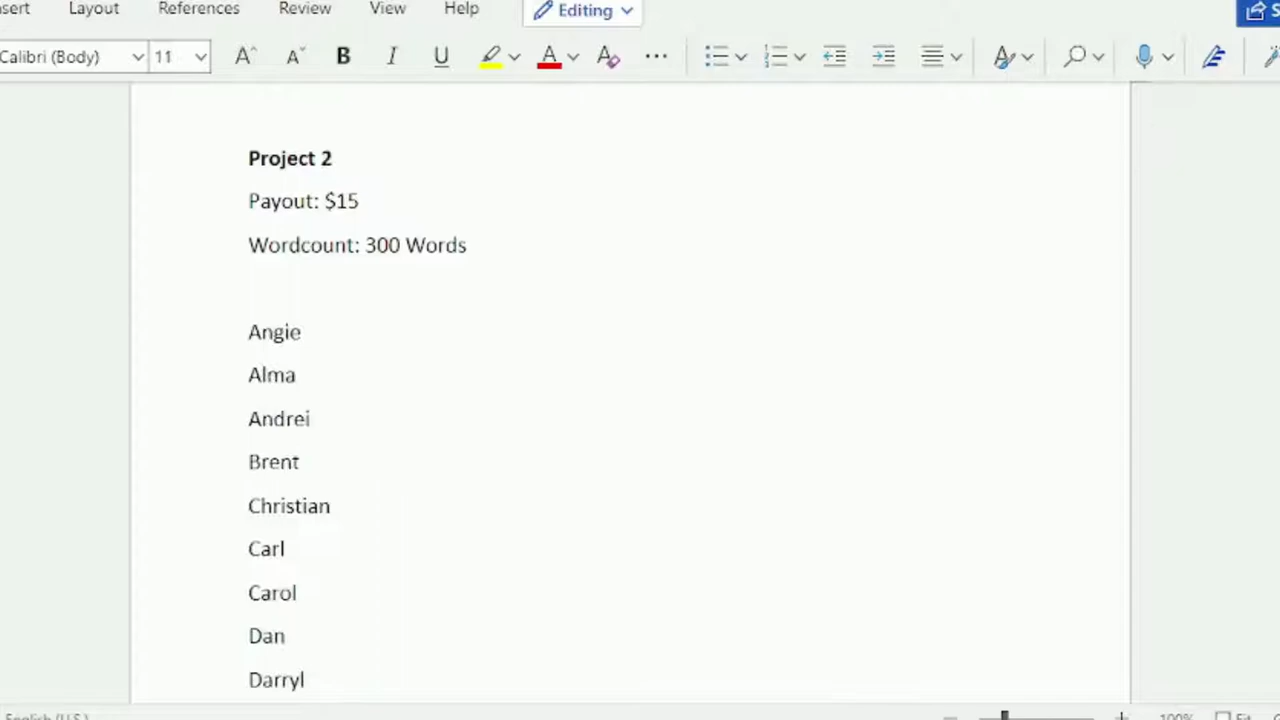 Layout References Review View Help Editing
Calibri (Body) 11 A A B I U A A
Project 2
Payout: $15
Wordcount: 300 Words
Angie
Alma
Andrei
Brent
Christian
Carl
Carol
Dan
Darryl
100%